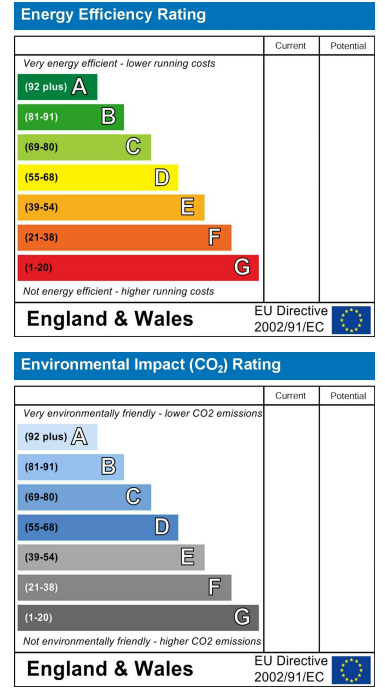 Energy Efficiency Rating
Current Potential
Very energy efficient - lower running costs
(92 plus) A
(81-91) B
(69-80) C
(55-68) D
(39-54) E
(21-38) F
(1-20) G
Not energy efficient - higher running costs
England & Wales
EU Directive
2002/91/EC
Environmental Impact (CO₂) Rating
Current Potential
Very environmentally friendly - lower CO2 emissions
(92 plus) A
(81-91) B
(69-80) C
(55-68) D
(39-54) E
(21-38) F
(1-20) G
Not environmentally friendly - higher CO2 emissions
England & Wales
EU Directive
2002/91/EC